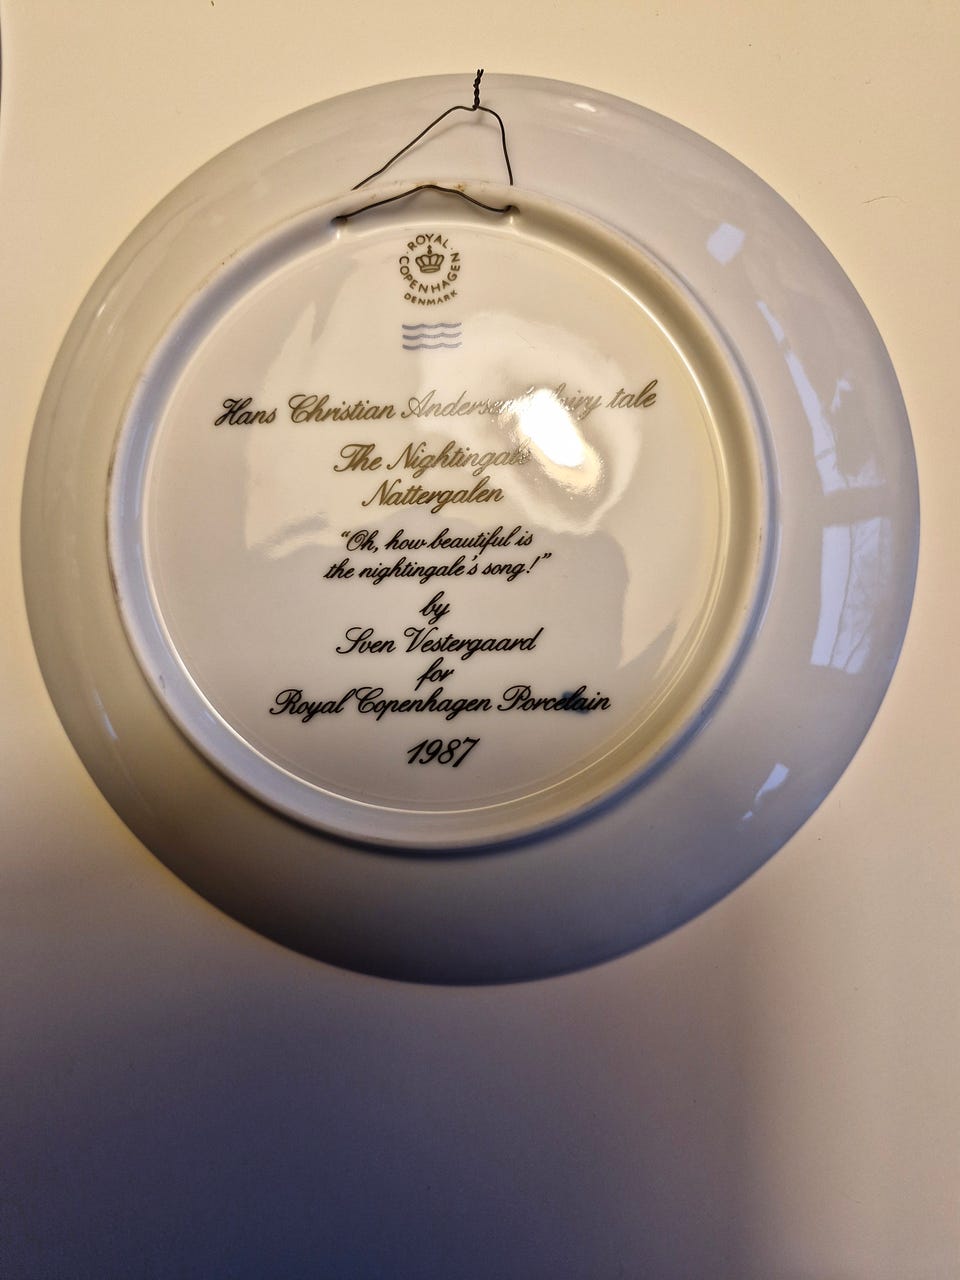 ROYAL COPENHAGEN
DENMARK
Hans Christian Andersen's fairy tale
The Nightingale
Nattergalen
"Oh, how beautiful is
the nightingale's song!"
by
Sven Vestergaard
for
Royal Copenhagen Porcelain
1987